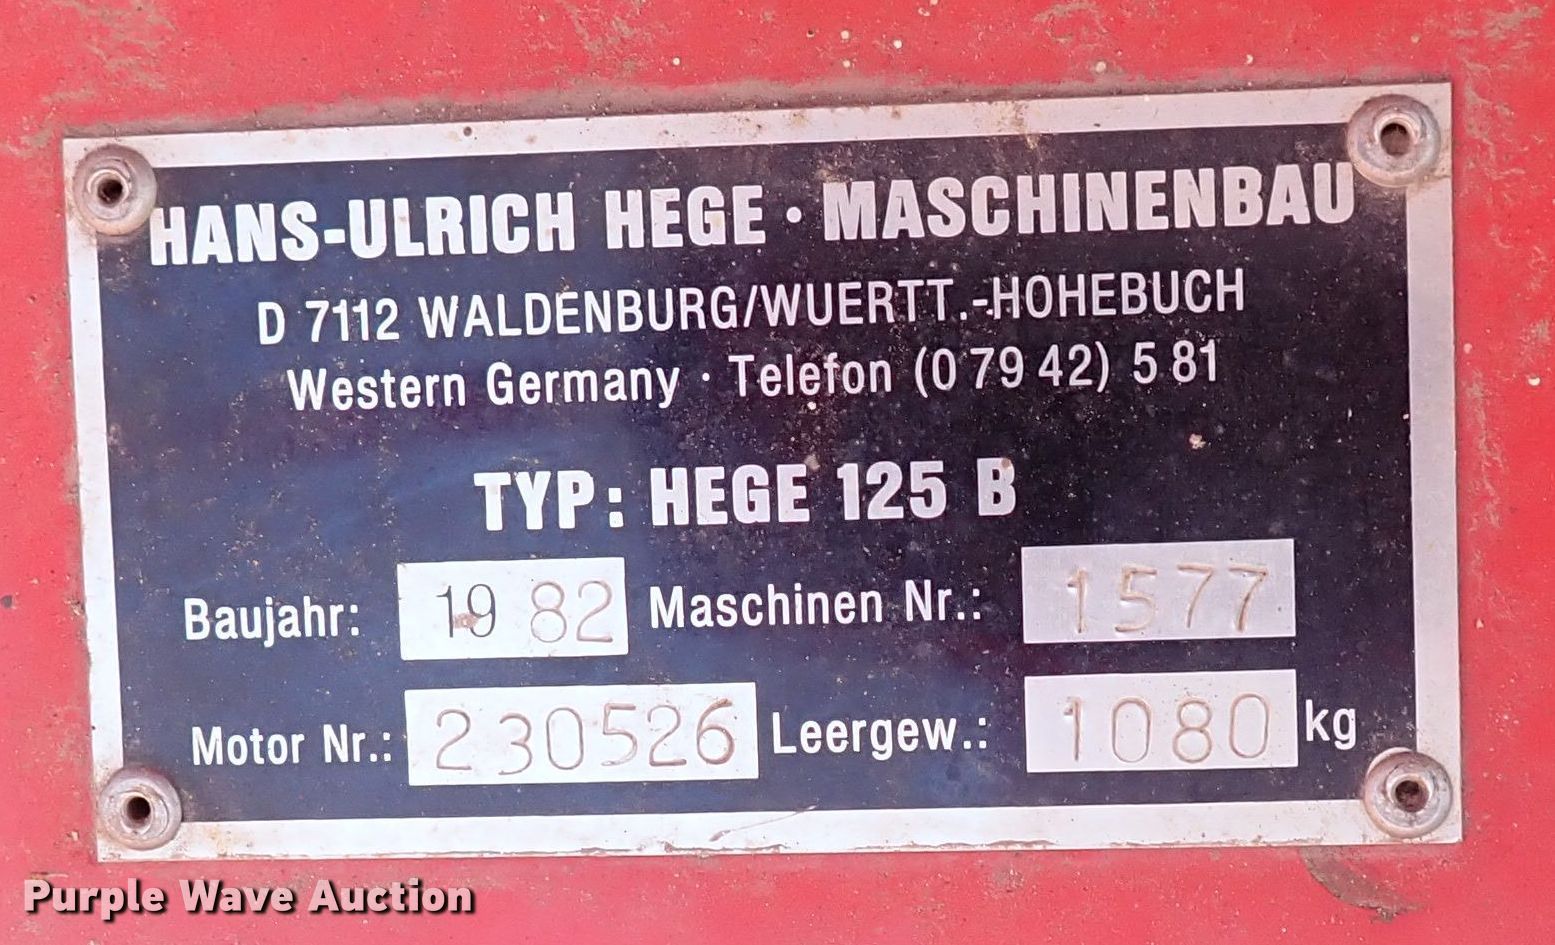 HANS-ULRICH HEGE · MASCHINENBAU
D 7112 WALDENBURG/WUERTT.-HOHEBUCH
Western Germany · Telefon (0 79 42) 5 81
TYP: HEGE 125 B
Baujahr: 19 82 Maschinen Nr.: 1577
Motor Nr.: 230526 Leergew.: 1080 kg
Purple Wave Auction